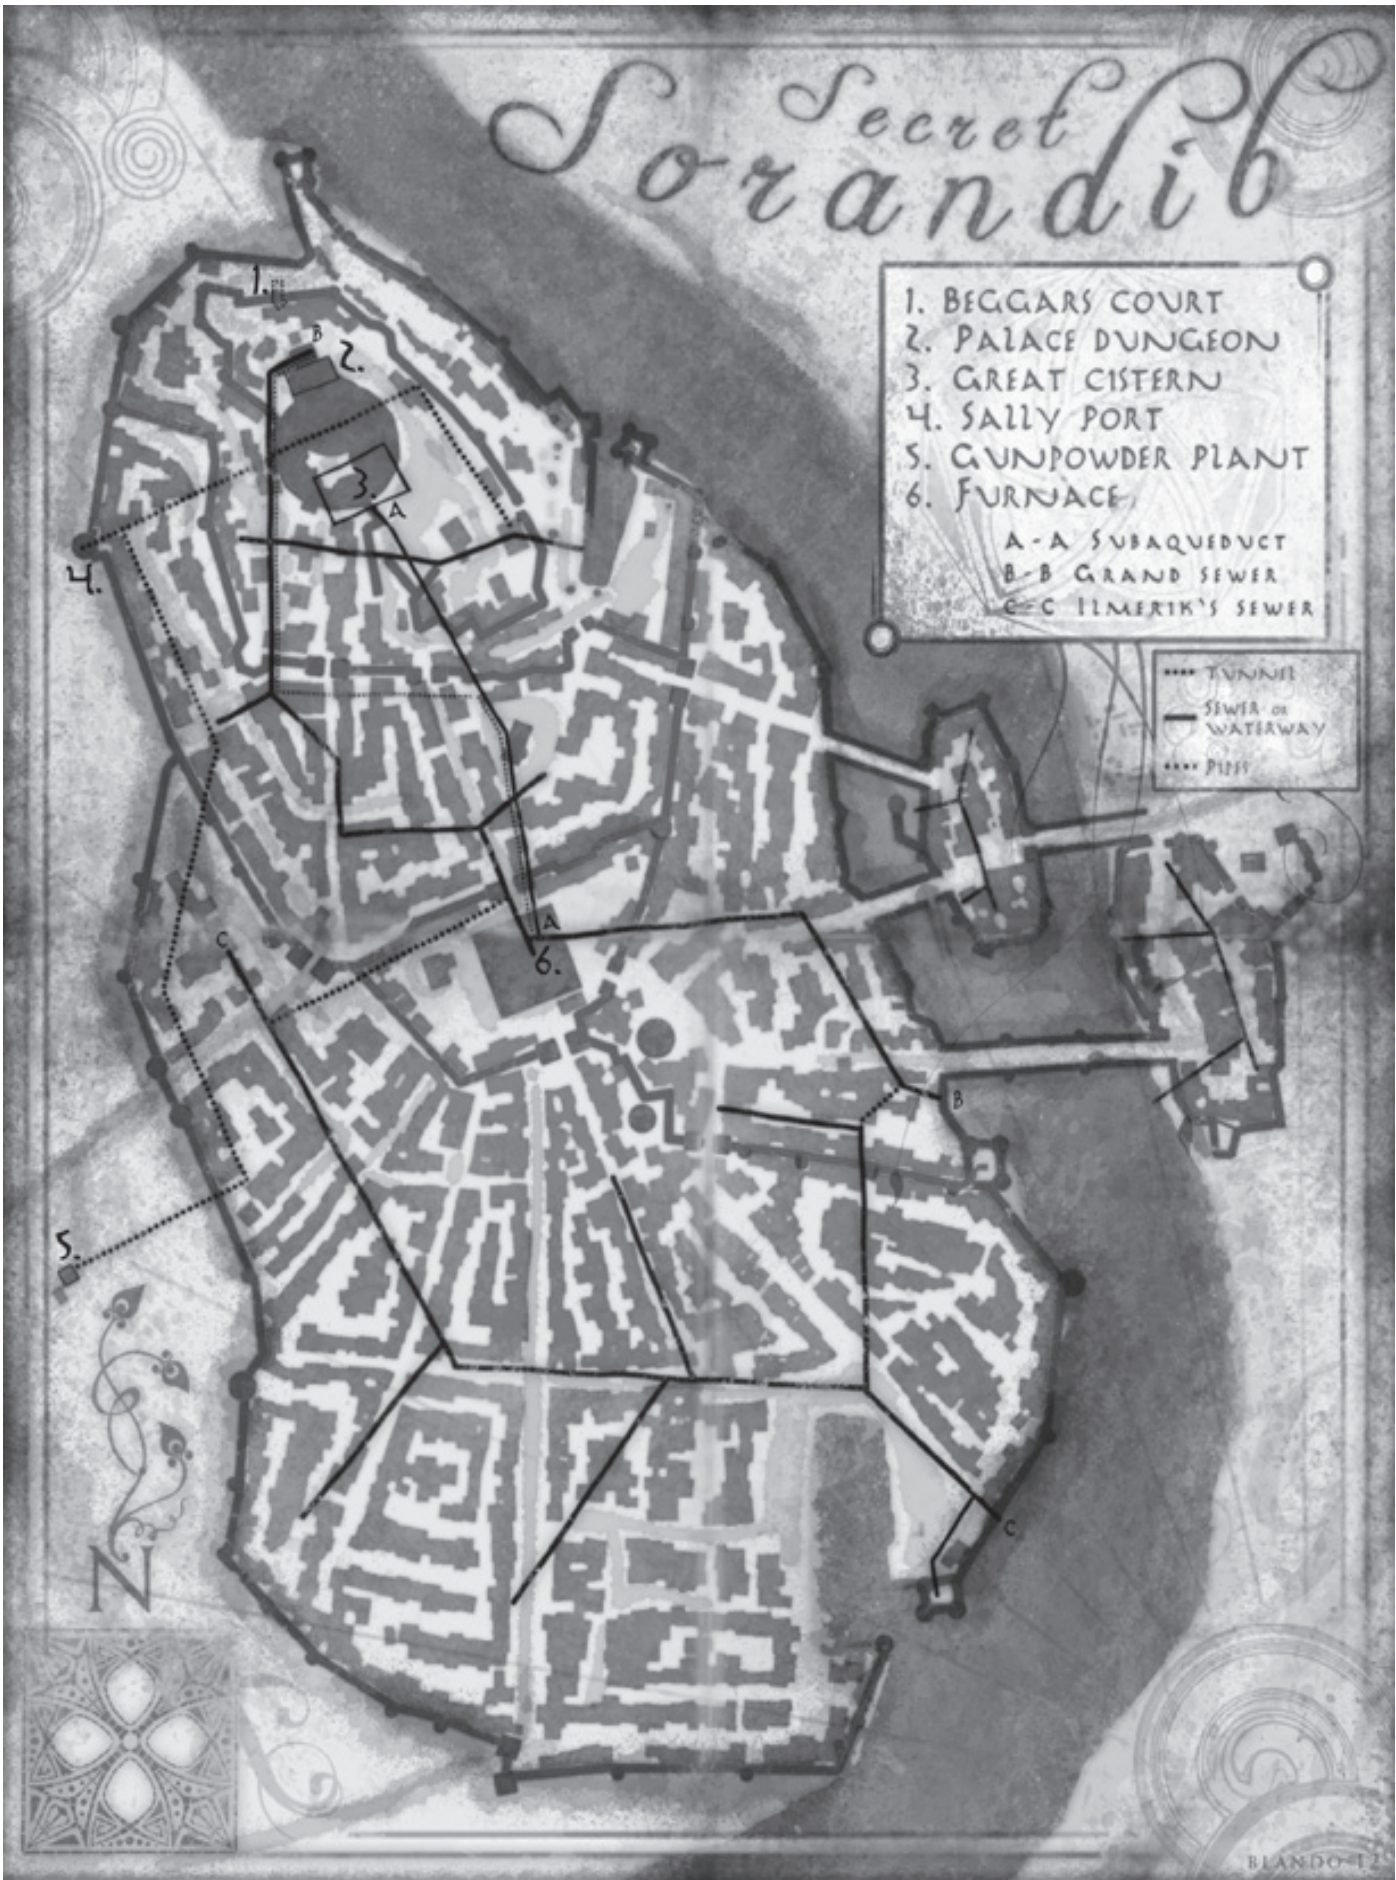 Secret
Sorandib
1. BEGGARS COURT
2. PALACE DUNGEON
3. GREAT CISTERN
4. SALLY PORT
5. GUNPOWDER PLANT
6. FURNACE
A-A SUBAQUEDUCT
B-B GRAND SEWER
C-C ILMERIK'S SEWER
TUNNEL
SEWER OR
WATERWAY
PIPES
1.
B
2.
3.
A
4.
C
A
6.
B
5.
C
N
BLANDO 12